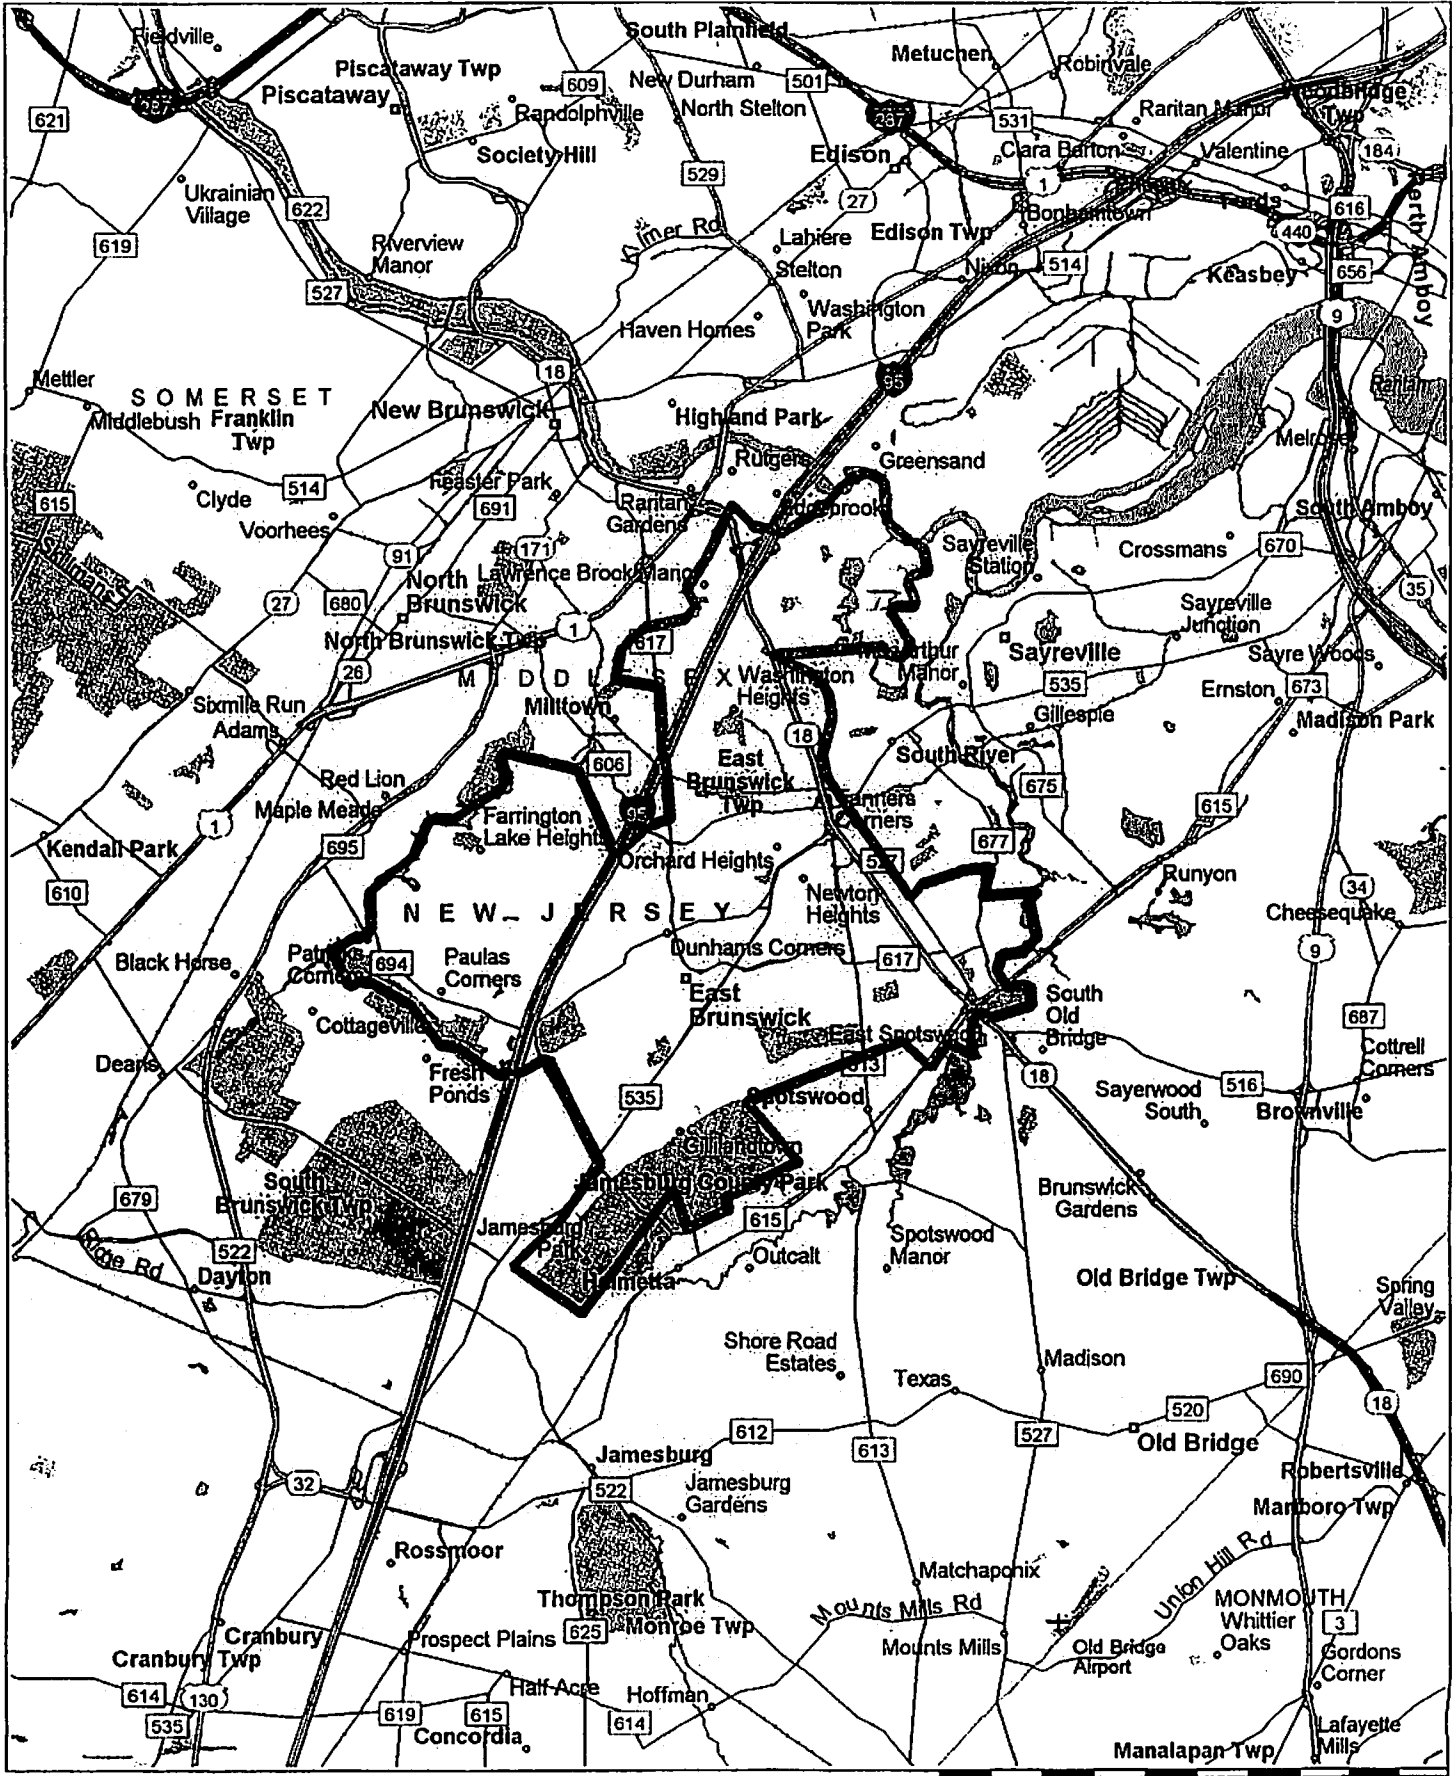 Fieldville
South Plainfield
Metuchen
Robinvale
Piscataway Twp
Piscataway
609
New Durham
501
Randolphville
North Stelton
287
287
621
531
Raritan Manor
Woodbridge
Twp
Society Hill
Edison
Clara Barton
Valentine
184
Ukrainian
Village
529
27
1
Fords
616
622
Bonhamtown
440
Perth Amboy
619
Riverview
Manor
Kilmer Rd
Lahiere
Edison Twp
Stelton
Nixon
514
Keasbey
656
527
Washington
Park
Haven Homes
9
18
95
Mettler
SOMERSET
Middlebush
Franklin
Twp
New Brunswick
Highland Park
Raritan
Melrose
Rutgers
Greensand
615
Clyde
514
Feaster Park
691
Raritan
Gardens
Edgebrook
South Amboy
Voorhees
171
Sayreville
Station
Crossmans
670
91
North
Brunswick
Lawrence Brook Manor
35
27
680
1
617
Sayreville
Junction
North Brunswick Twp
26
MacArthur
Manor
Sayreville
Sayre Woods
MIDDLESEX
Washington
Heights
535
Ernston
673
Sixmile Run
Adams
Milltown
Gillespie
Madison Park
18
606
East
Brunswick
Twp
South River
Red Lion
Maple Meade
95
Farrington
Lake Heights
Tanners
Corners
675
615
1
Kendall Park
695
677
Orchard Heights
527
Runyon
610
Newton
Heights
34
NEW JERSEY
Cheesequake
Dunhams Corners
9
Black Horse
Patricks
Corners
694
Paulas
Corners
617
East
Brunswick
South
Old
Bridge
Cottageville
East Spotswood
687
Deans
Fresh
Ponds
613
18
Cottrell
Corners
535
Spotswood
Sayerwood
South
516
Brownville
Gillilandtown
South
Brunswick Twp
Jamesburg County Park
679
Brunswick
Gardens
Jamesburg
Park
615
Ridge Rd
522
Dayton
Outcalt
Spotswood
Manor
Helmetta
Old Bridge Twp
Spring
Valley
Shore Road
Estates
Madison
Texas
690
520
18
612
613
527
Old Bridge
Jamesburg
522
Jamesburg
Gardens
Robertsville
32
Marlboro Twp
Rossmoor
Matchaponix
Union Hill Rd
Thompson Park
Mounts Mills Rd
MONMOUTH
Whittier
Oaks
3
Cranbury
Prospect Plains
625
Monroe Twp
Mounts Mills
Old Bridge
Airport
Gordons
Corner
Cranbury Twp
614
130
Half Acre
Hoffman
535
619
615
614
Concordia
Lafayette
Mills
Manalapan Twp